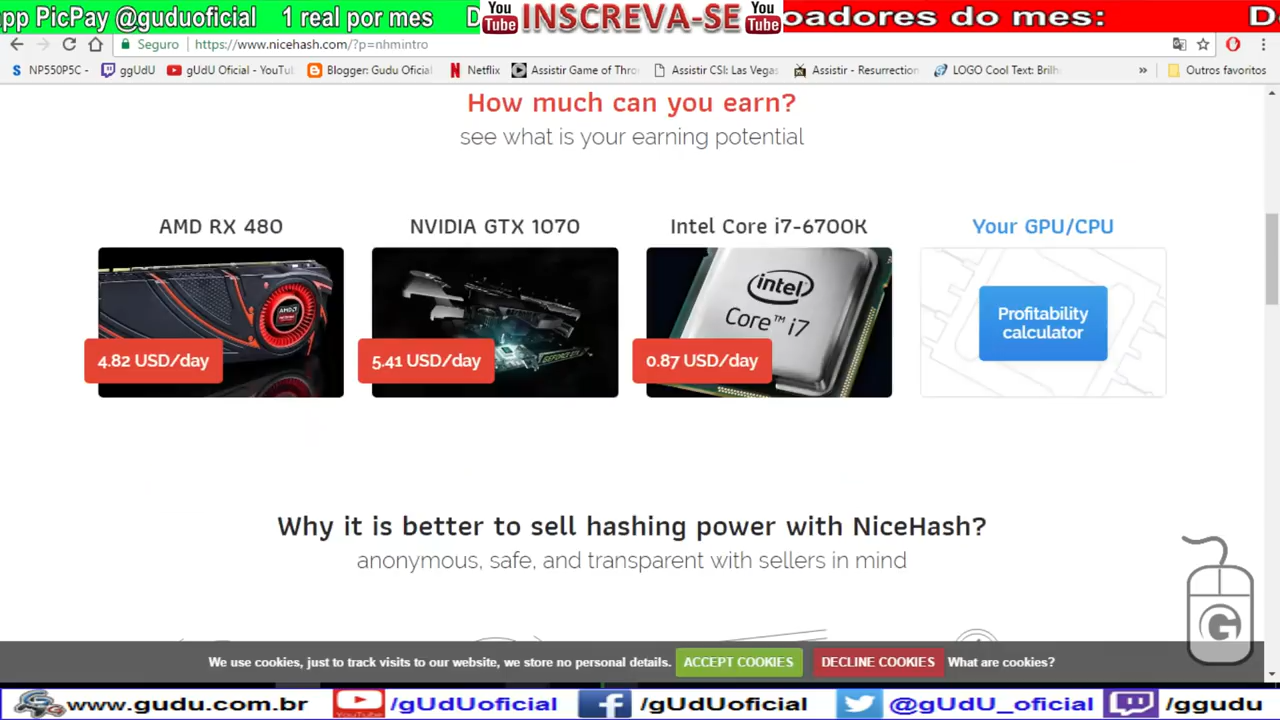 pp PicPay @guduoficial 1 real por mes D You Tube INSCREVA-SE You Tube oadores do mes: D
Seguro https://www.nicehash.com/?p=nhmintro
NP550P5C - ggUdU gUdU Oficial - YouTu Blogger: Gudu Oficial Netflix Assistir Game of Thro Assistir CSI: Las Vegas Assistir - Resurrection LOGO Cool Text: Brilh » Outros favoritos
How much can you earn?
see what is your earning potential
AMD RX 480 NVIDIA GTX 1070 Intel Core i7-6700K Your GPU/CPU
AMD
GEFORCE GTX
intel
Core™ i7
Profitability
calculator
4.82 USD/day 5.41 USD/day 0.87 USD/day
Why it is better to sell hashing power with NiceHash?
anonymous, safe, and transparent with sellers in mind
G
We use cookies, just to track visits to our website, we store no personal details. ACCEPT COOKIES DECLINE COOKIES What are cookies?
www.gudu.com.br YouTube /gUdUoficial /gUdUoficial @gUdU_oficial /ggudu